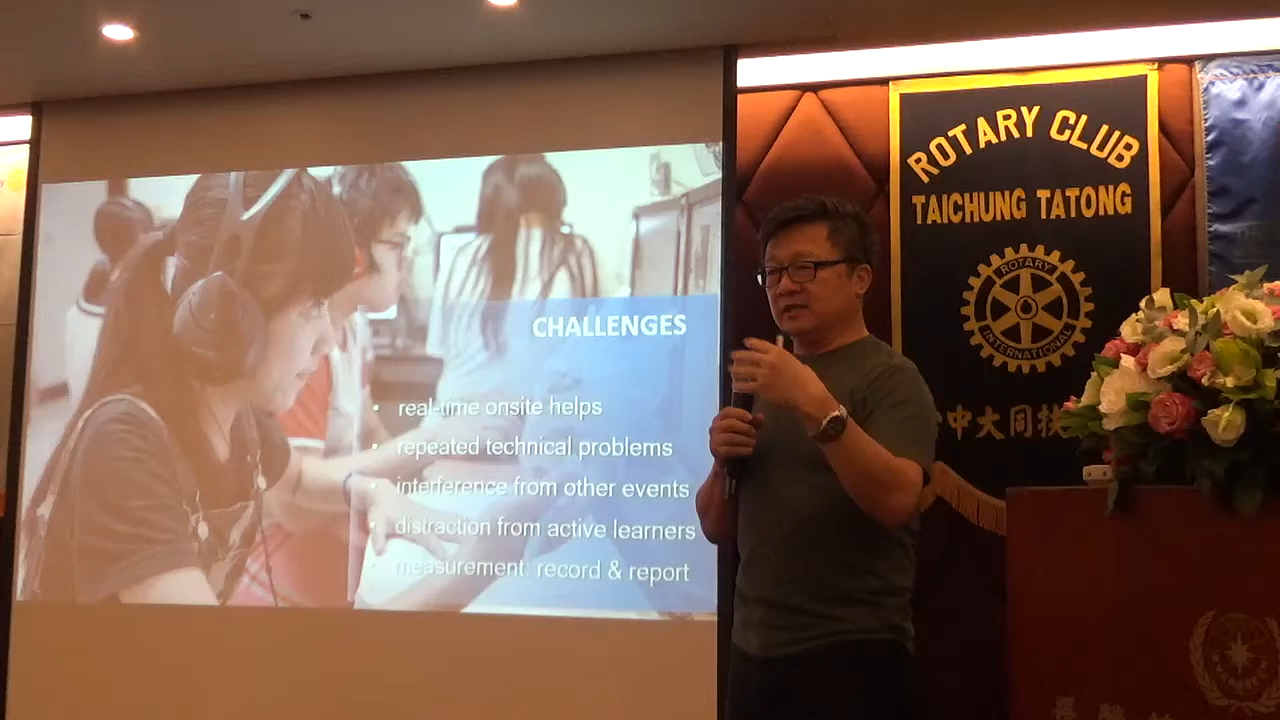 CHALLENGES
• real-time onsite helps
• repeated technical problems
• interference from other events
• distraction from active learners
• measurement: record & report
ROTARY CLUB
TAICHUNG TATONG
ROTARY
INTERNATIONAL
中大同扶